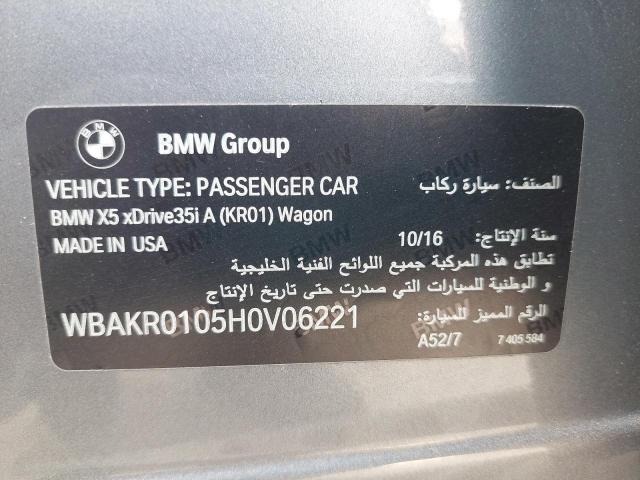 BMW
BMW Group
VEHICLE TYPE: PASSENGER CAR الصنف: سيارة ركاب
BMW X5 xDrive35i A (KR01) Wagon
MADE IN USA سنة الإنتاج: 10/16
تطابق هذه المركبة جميع اللوائح الفنية الخليجية
و الوطنية للسيارات التي صدرت حتى تاريخ الإنتاج
WBAKR0105H0V06221 الرقم المميز للسيارة:
A52/7 7 405 584